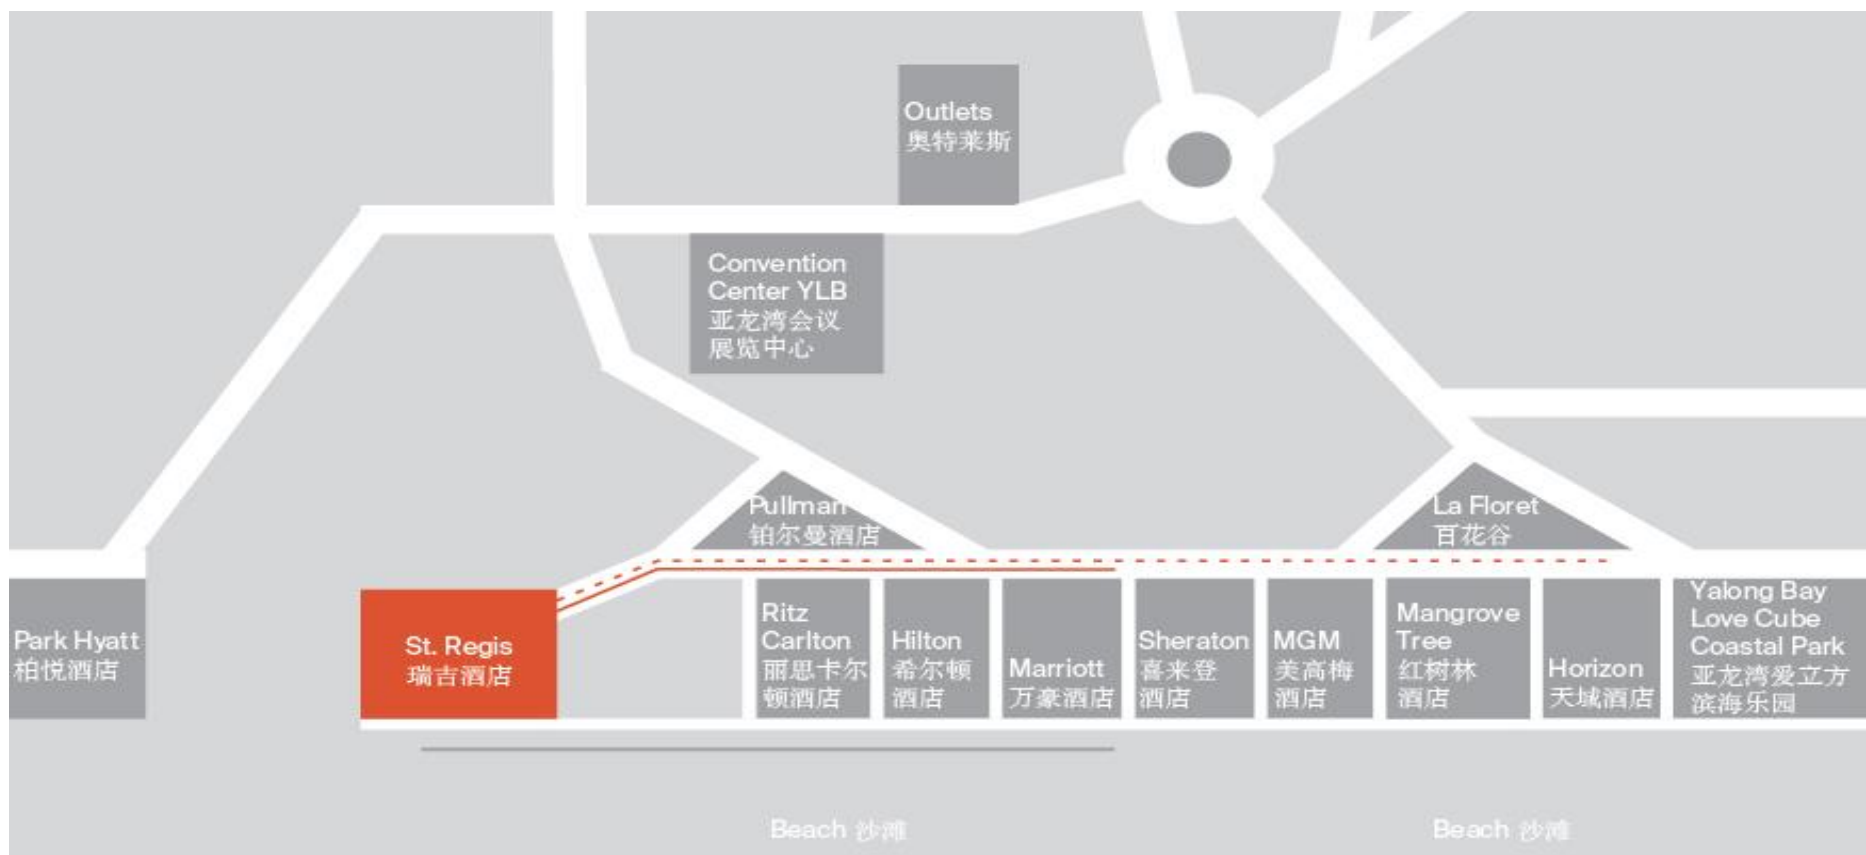 Outlets
奥特莱斯
Convention
Center YLB
亚龙湾会议
展览中心
Pullman
铂尔曼酒店
La Floret
百花谷
Park Hyatt
柏悦酒店
St. Regis
瑞吉酒店
Ritz
Carlton
丽思卡尔
顿酒店
Hilton
希尔顿
酒店
Marriott
万豪酒店
Sheraton
喜来登
酒店
MGM
美高梅
酒店
Mangrove
Tree
红树林
酒店
Horizon
天域酒店
Yalong Bay
Love Cube
Coastal Park
亚龙湾爱立方
滨海乐园
Beach 沙滩
Beach 沙滩